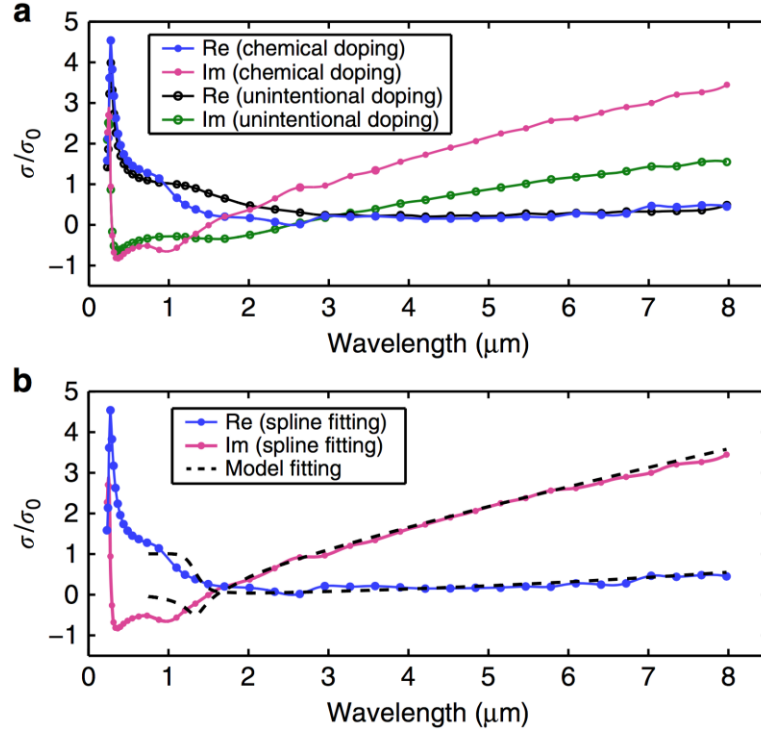 a
5
4
3
2
1
0
−1
σ/σ0
Re (chemical doping)
Im (chemical doping)
Re (unintentional doping)
Im (unintentional doping)
0 1 2 3 4 5 6 7 8
Wavelength (μm)
b
5
4
3
2
1
0
−1
σ/σ0
Re (spline fitting)
Im (spline fitting)
Model fitting
0 1 2 3 4 5 6 7 8
Wavelength (μm)